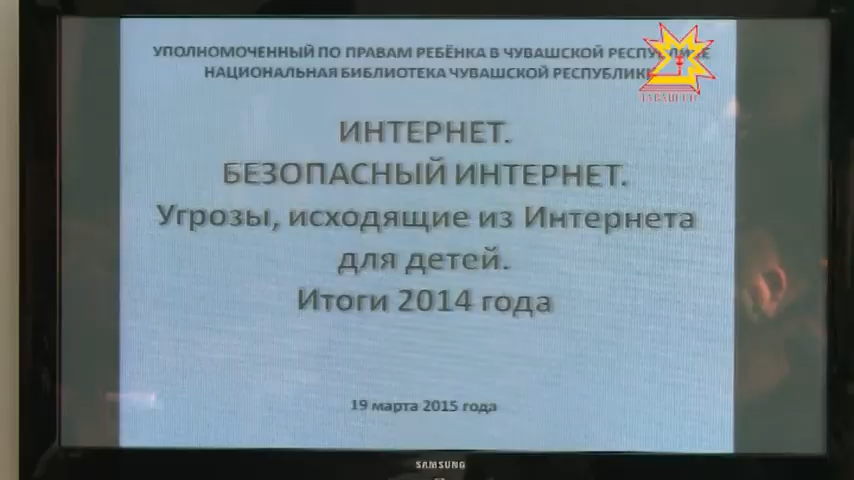 УПОЛНОМОЧЕННЫЙ ПО ПРАВАМ РЕБЁНКА В ЧУВАШСКОЙ РЕСПУБЛИКЕ
НАЦИОНАЛЬНАЯ БИБЛИОТЕКА ЧУВАШСКОЙ РЕСПУБЛИКИ
ИНТЕРНЕТ.
БЕЗОПАСНЫЙ ИНТЕРНЕТ.
Угрозы, исходящие из Интернета
для детей.
Итоги 2014 года
19 марта 2015 года
SAMSUNG